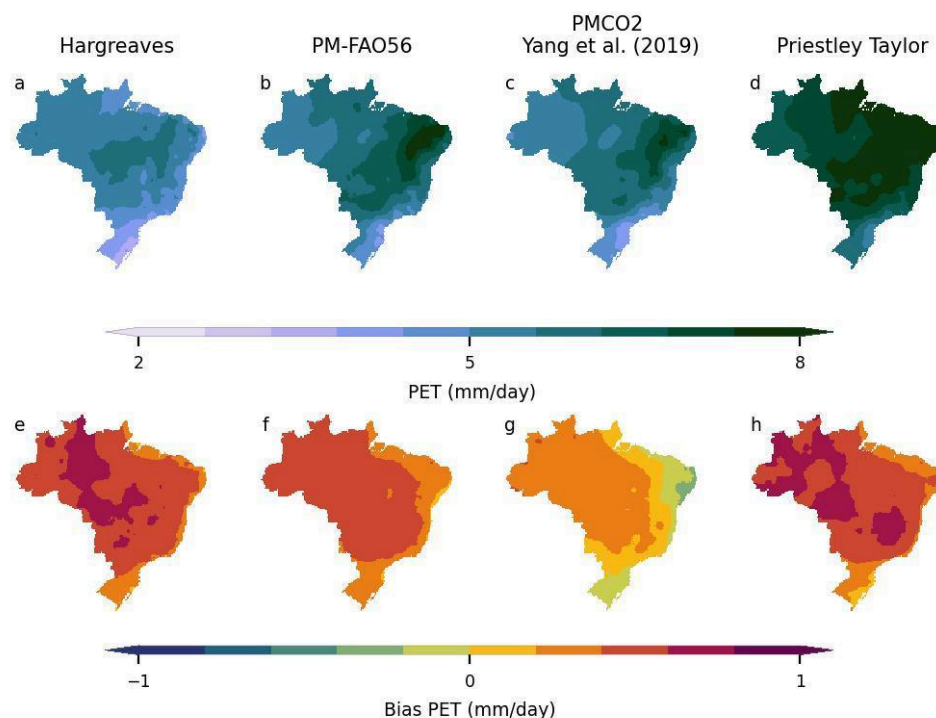 Hargreaves
PM-FAO56
PMCO2
Yang et al. (2019)
Priestley Taylor
a
b
c
d
2
5
8
PET (mm/day)
e
f
g
h
−1
0
1
Bias PET (mm/day)